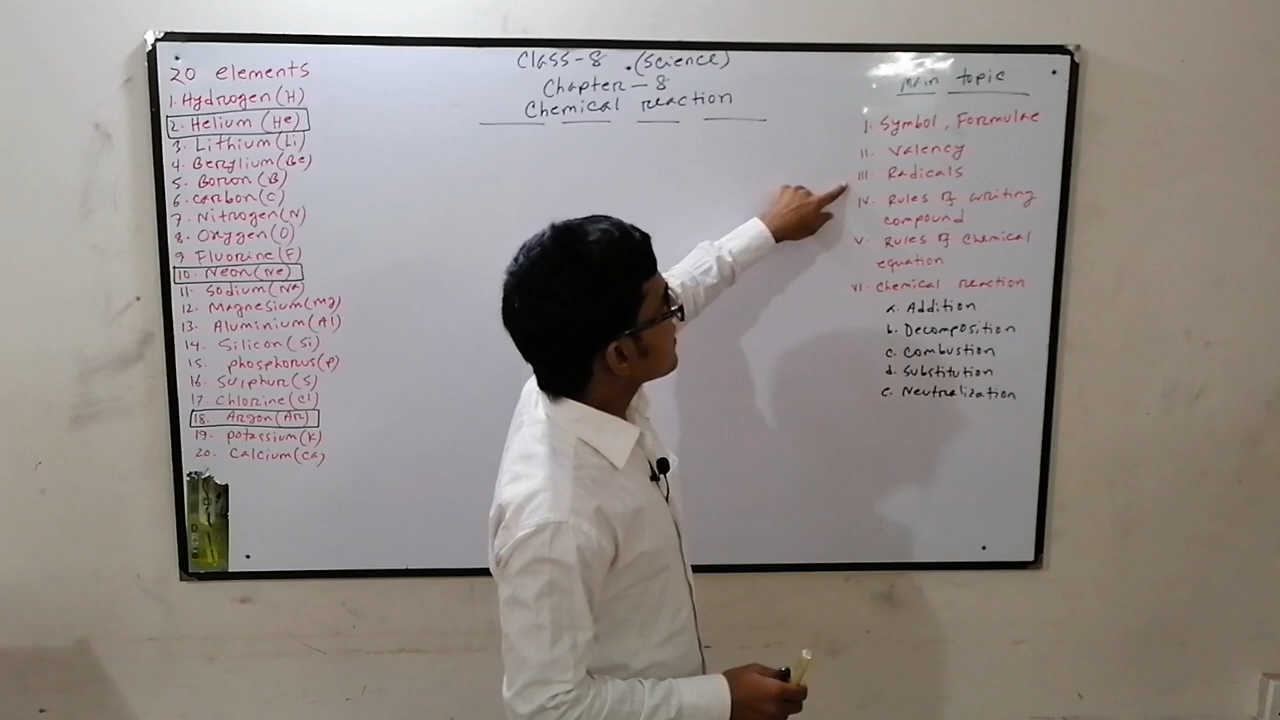 20 elements
1. Hydrogen (H)
2. Helium (He)
3. Lithium (Li)
4. Berylium (Be)
5. Boron (B)
6. carbon (C)
7. Nitrogen (N)
8. Oxygen (O)
9. Fluorine (F)
10. Neon (Ne)
11. Sodium (Na)
12. Magnesium (Mg)
13. Aluminium (Al)
14. Silicon (Si)
15. phosphorus (P)
16. Sulphur (S)
17. Chlorine (Cl)
18. Argon (Ar)
19. potassium (K)
20. Calcium (Ca)
Class-8 . (Science)
Chapter - 8
Chemical reaction
Main topic
I. Symbol, Formulae
II. Valency
III. Radicals
IV. Rules of writing
compound
V. Rules of Chemical
equation
VI. Chemical reaction
a. Addition
b. Decomposition
c. Combustion
d. Substitution
e. Neutralization